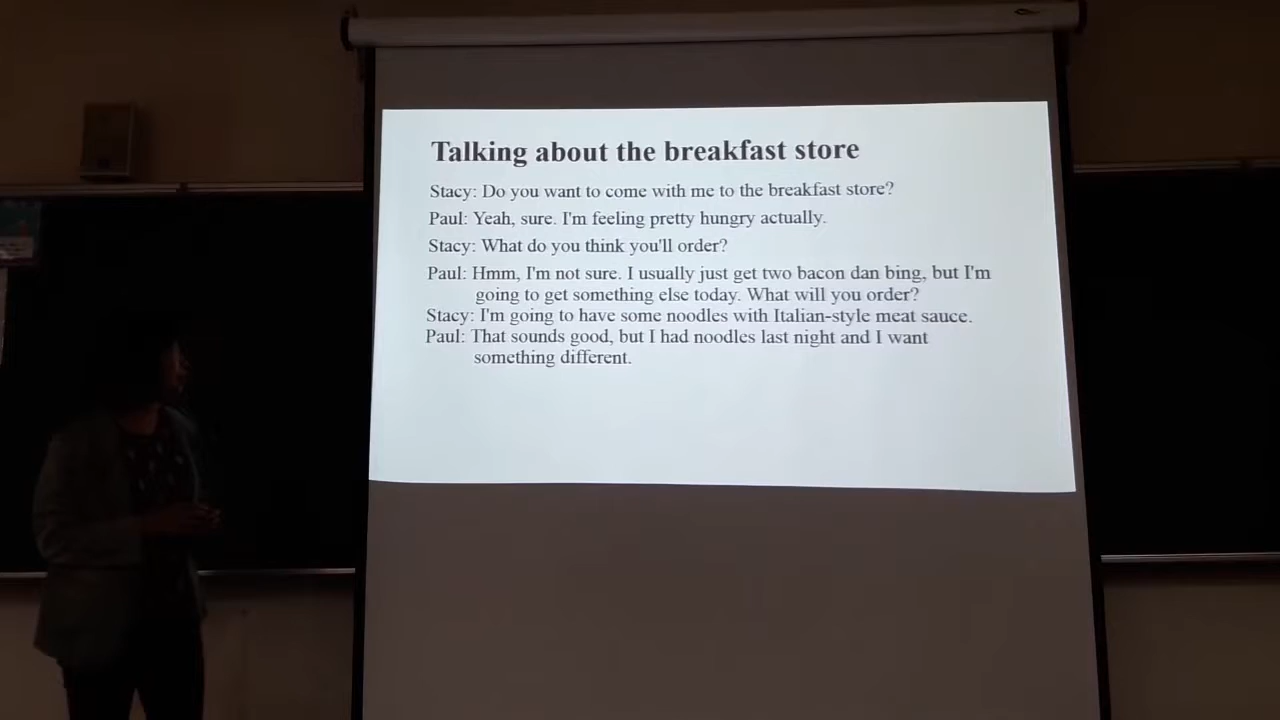 Talking about the breakfast store
Stacy: Do you want to come with me to the breakfast store?
Paul: Yeah, sure. I'm feeling pretty hungry actually.
Stacy: What do you think you'll order?
Paul: Hmm, I'm not sure. I usually just get two bacon dan bing, but I'm
going to get something else today. What will you order?
Stacy: I'm going to have some noodles with Italian-style meat sauce.
Paul: That sounds good, but I had noodles last night and I want
something different.